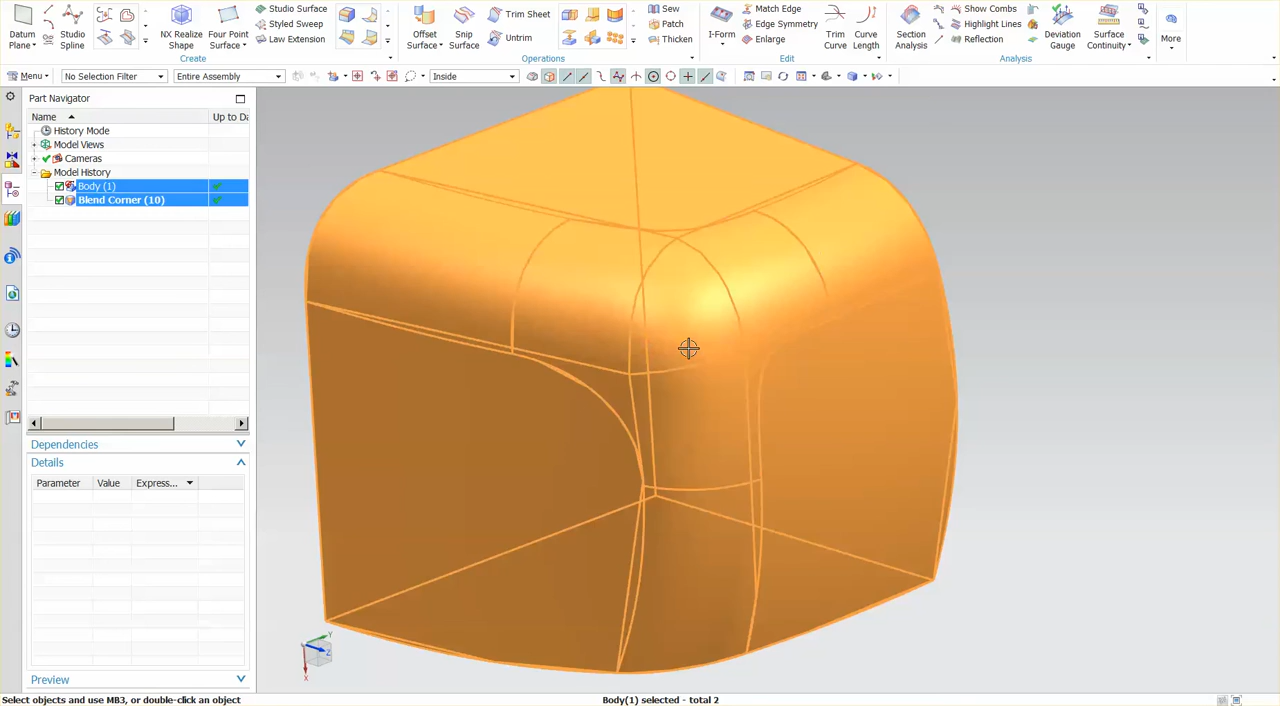 Datum
Plane
Studio
Spline
NX Realize
Shape
Four Point
Surface
Studio Surface
Styled Sweep
Law Extension
Create
Offset
Surface
Snip
Surface
Trim Sheet
Untrim
Operations
Sew
Patch
Thicken
I-Form
Match Edge
Edge Symmetry
Enlarge
Trim
Curve
Curve
Length
Edit
Section
Analysis
Show Combs
Highlight Lines
Reflection
Deviation
Gauge
Surface
Continuity
Analysis
More
Menu
No Selection Filter
Entire Assembly
Inside
Part Navigator
Name
Up to Da
History Mode
Model Views
Cameras
Model History
Body (1)
Blend Corner (10)
Dependencies
Details
Parameter
Value
Express...
Preview
Y
Z
X
Select objects and use MB3, or double-click an object
Body(1) selected - total 2